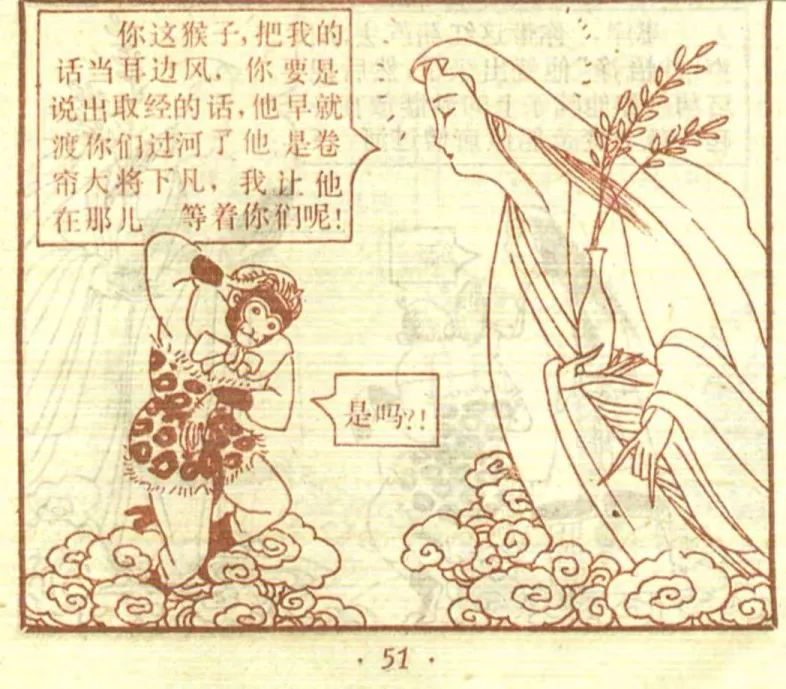 你这猴子，把我的
话当耳边风，你要是
说出取经的话，他早就
渡你们过河了他是卷
帘大将下凡，我让他
在那儿 等着你们呢！
是吗？！
· 51 ·